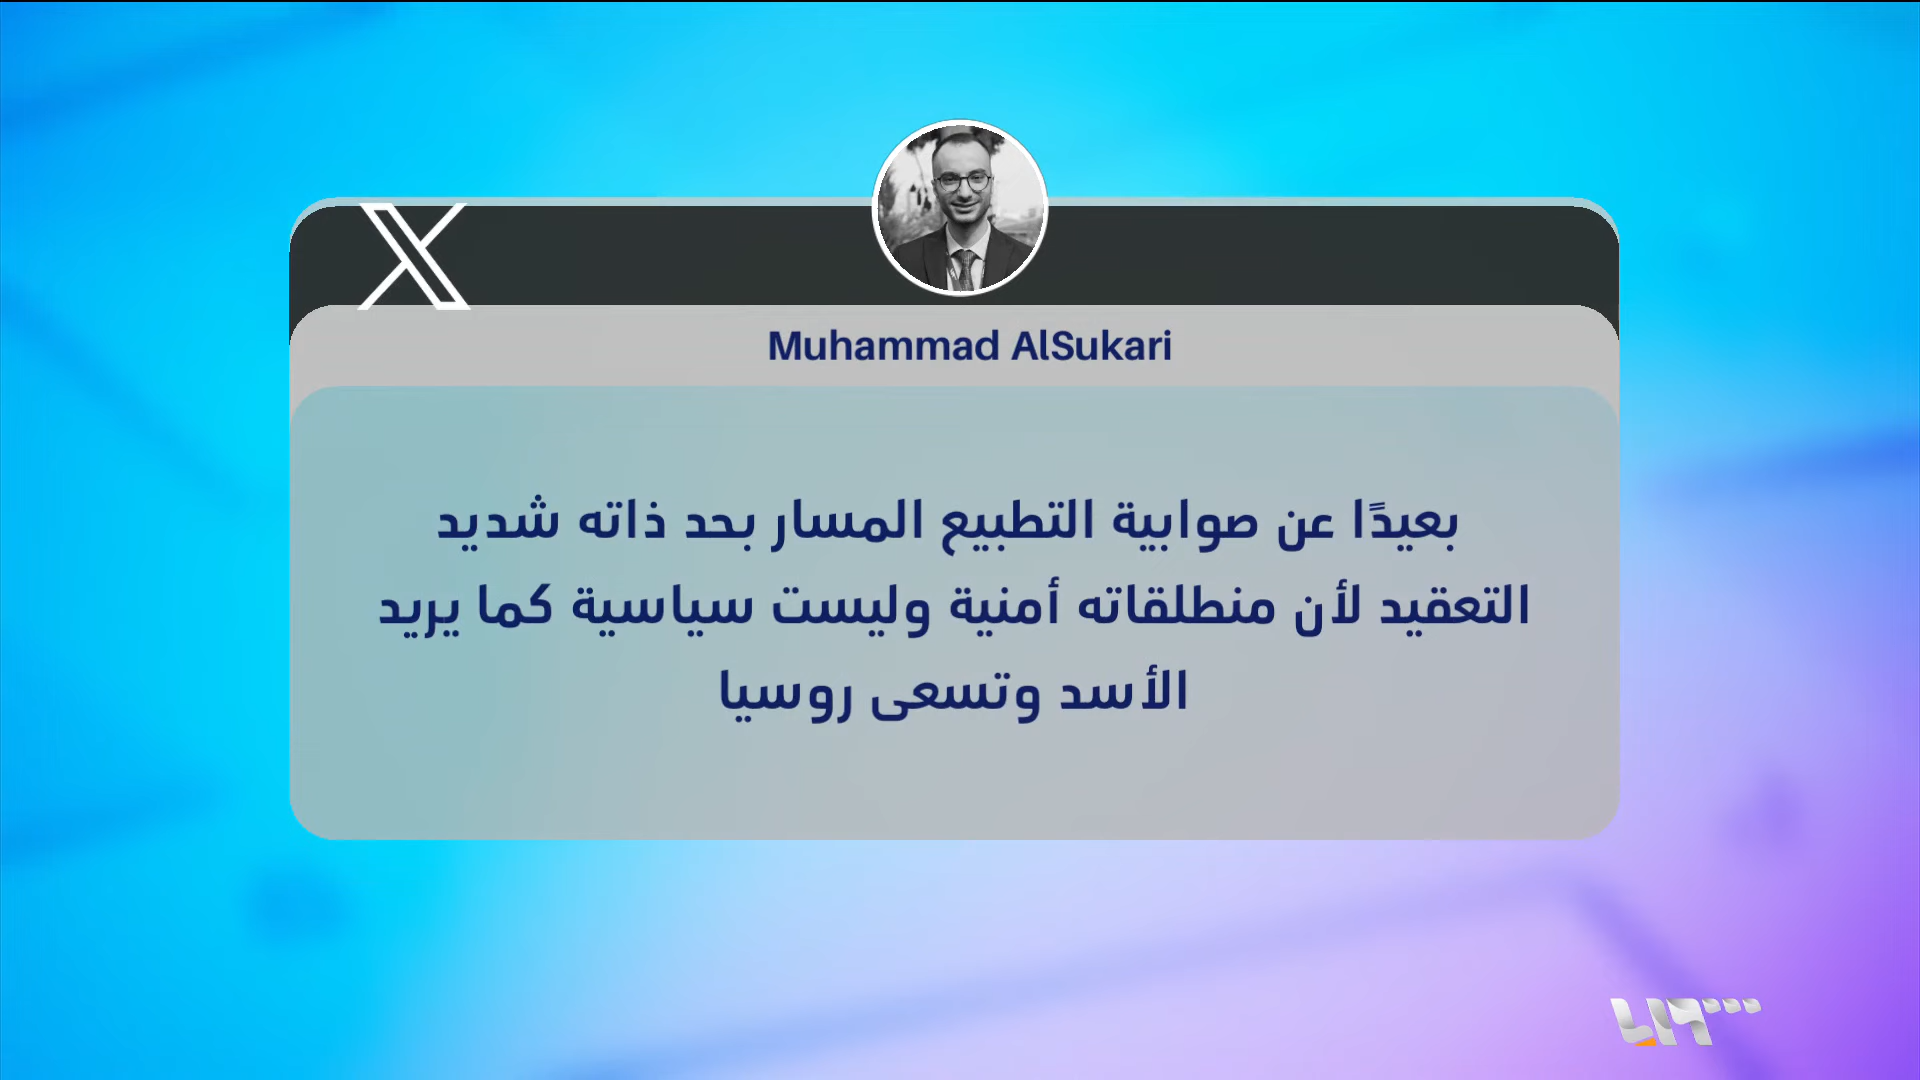 Muhammad AlSukari
بعيدًا عن صوابية التطبيع المسار بحد ذاته شديد
التعقيد لأن منطلقاته أمنية وليست سياسية كما يريد
الأسد وتسعى روسيا